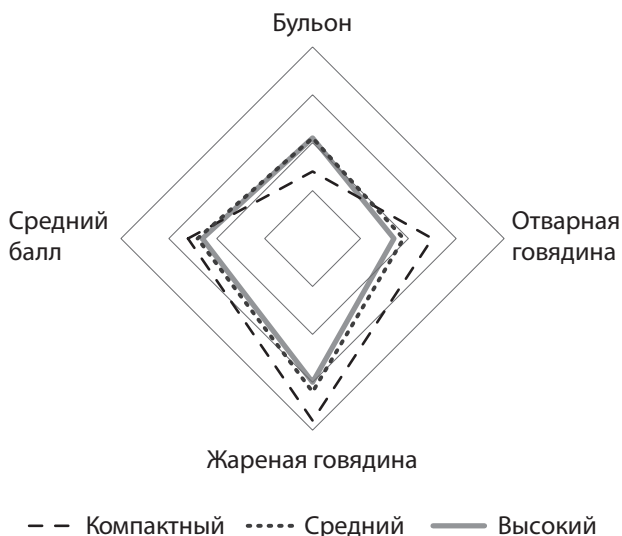 Бульон
Средний
балл
Отварная
говядина
Жареная говядина
Компактный Средний Высокий